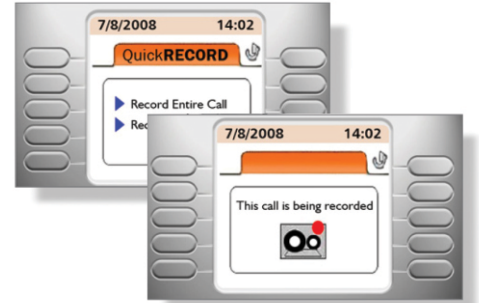 7/8/2008 14:02
QuickRECORD
Record Entire Call
7/8/2008 14:02
This call is being recorded